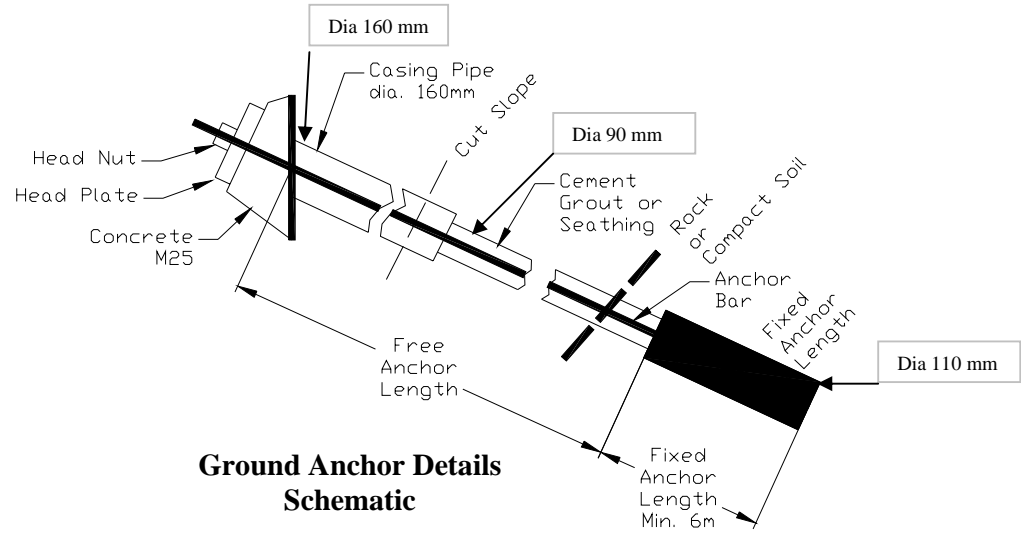 Dia 160 mm
Casing Pipe
dia. 160mm
Cut Slope
Dia 90 mm
Head Nut
Head Plate
Concrete
M25
Cement
Grout or
Seathing
Rock
or
Compact Soil
Anchor
Bar
Fixed
Anchor
Length
Dia 110 mm
Free
Anchor
Length
Fixed
Anchor
Length
Min. 6m
Ground Anchor Details
Schematic